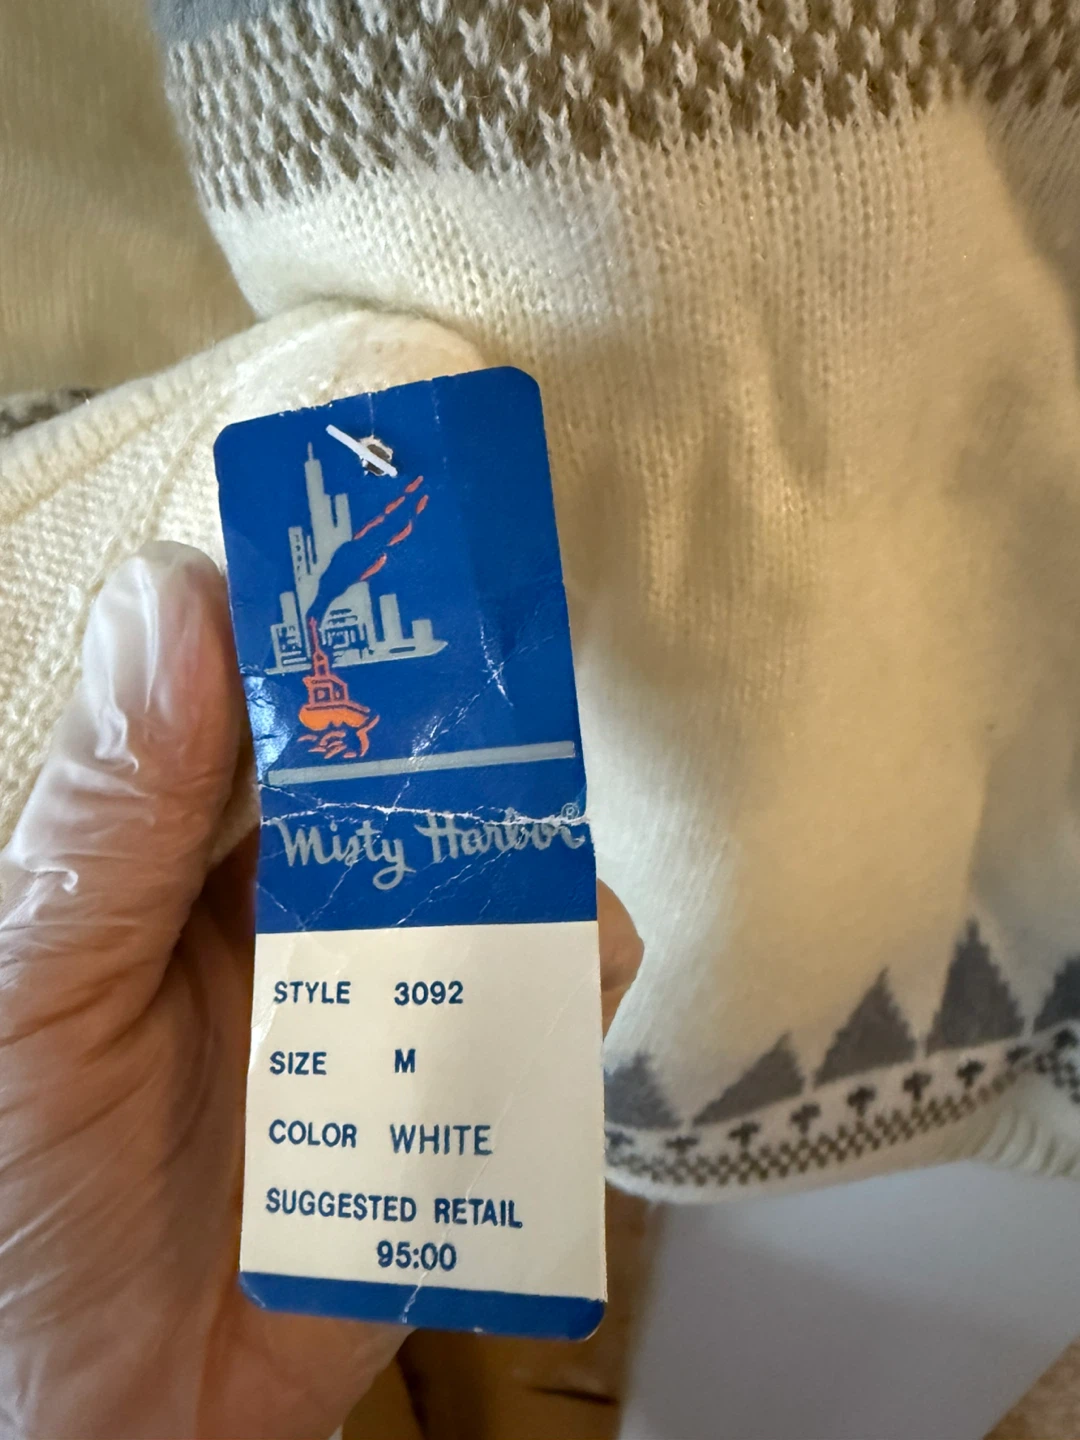 Misty Harbor®
STYLE 3092
SIZE M
COLOR WHITE
SUGGESTED RETAIL
95:00